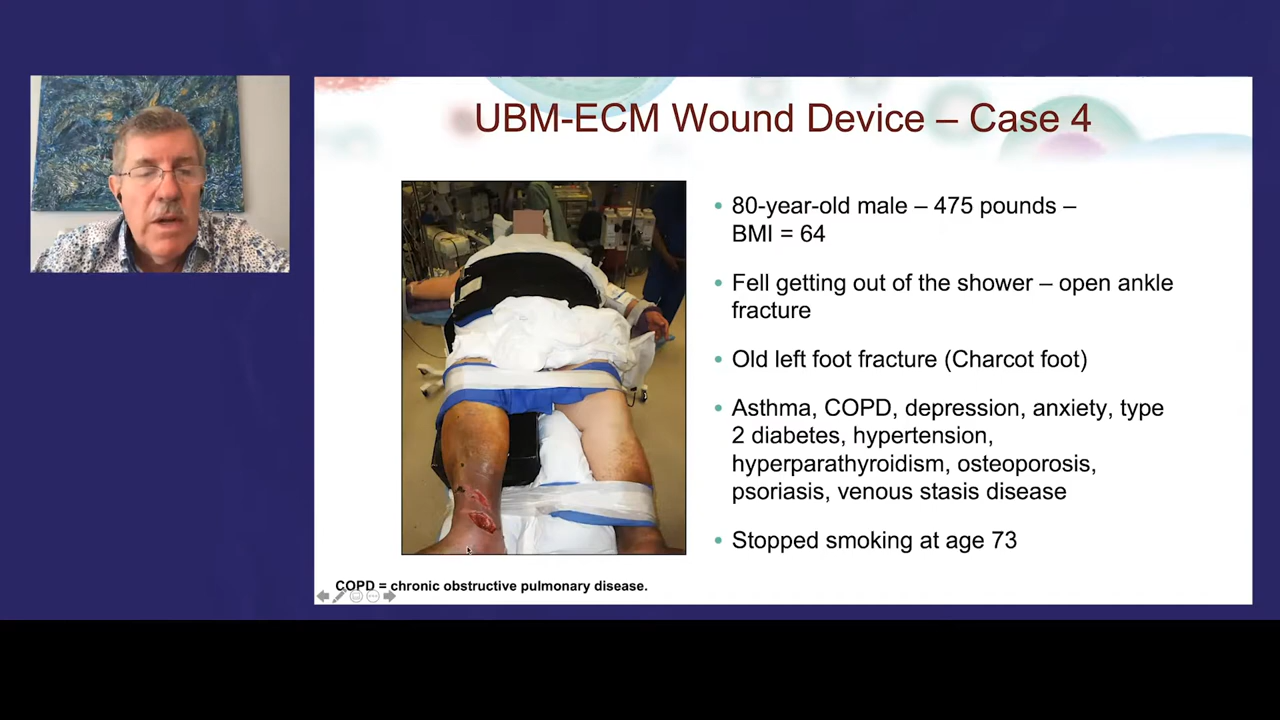 UBM-ECM Wound Device – Case 4
• 80-year-old male – 475 pounds –
BMI = 64
• Fell getting out of the shower – open ankle
fracture
• Old left foot fracture (Charcot foot)
• Asthma, COPD, depression, anxiety, type
2 diabetes, hypertension,
hyperparathyroidism, osteoporosis,
psoriasis, venous stasis disease
• Stopped smoking at age 73
COPD = chronic obstructive pulmonary disease.